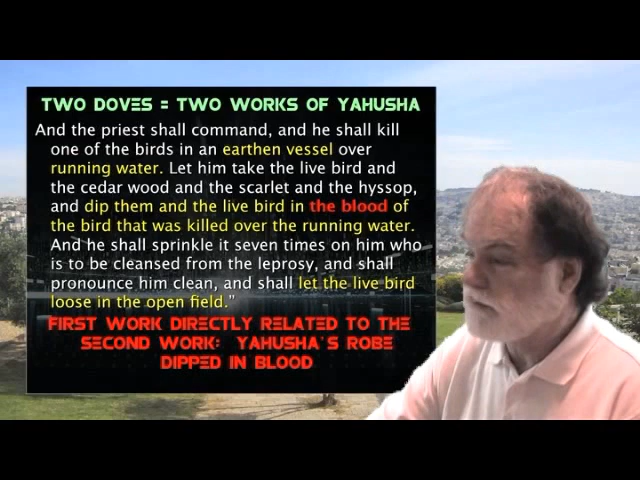 TWO DOVES = TWO WORKS OF YAHUSHA
And the priest shall command, and he shall kill
one of the birds in an earthen vessel over
running water. Let him take the live bird and
the cedar wood and the scarlet and the hyssop,
and dip them and the live bird in the blood of
the bird that was killed over the running water.
And he shall sprinkle it seven times on him who
is to be cleansed from the leprosy, and shall
pronounce him clean, and shall let the live bird
loose in the open field."
FIRST WORK DIRECTLY RELATED TO THE
SECOND WORK: YAHUSHA'S ROBE
DIPPED IN BLOOD